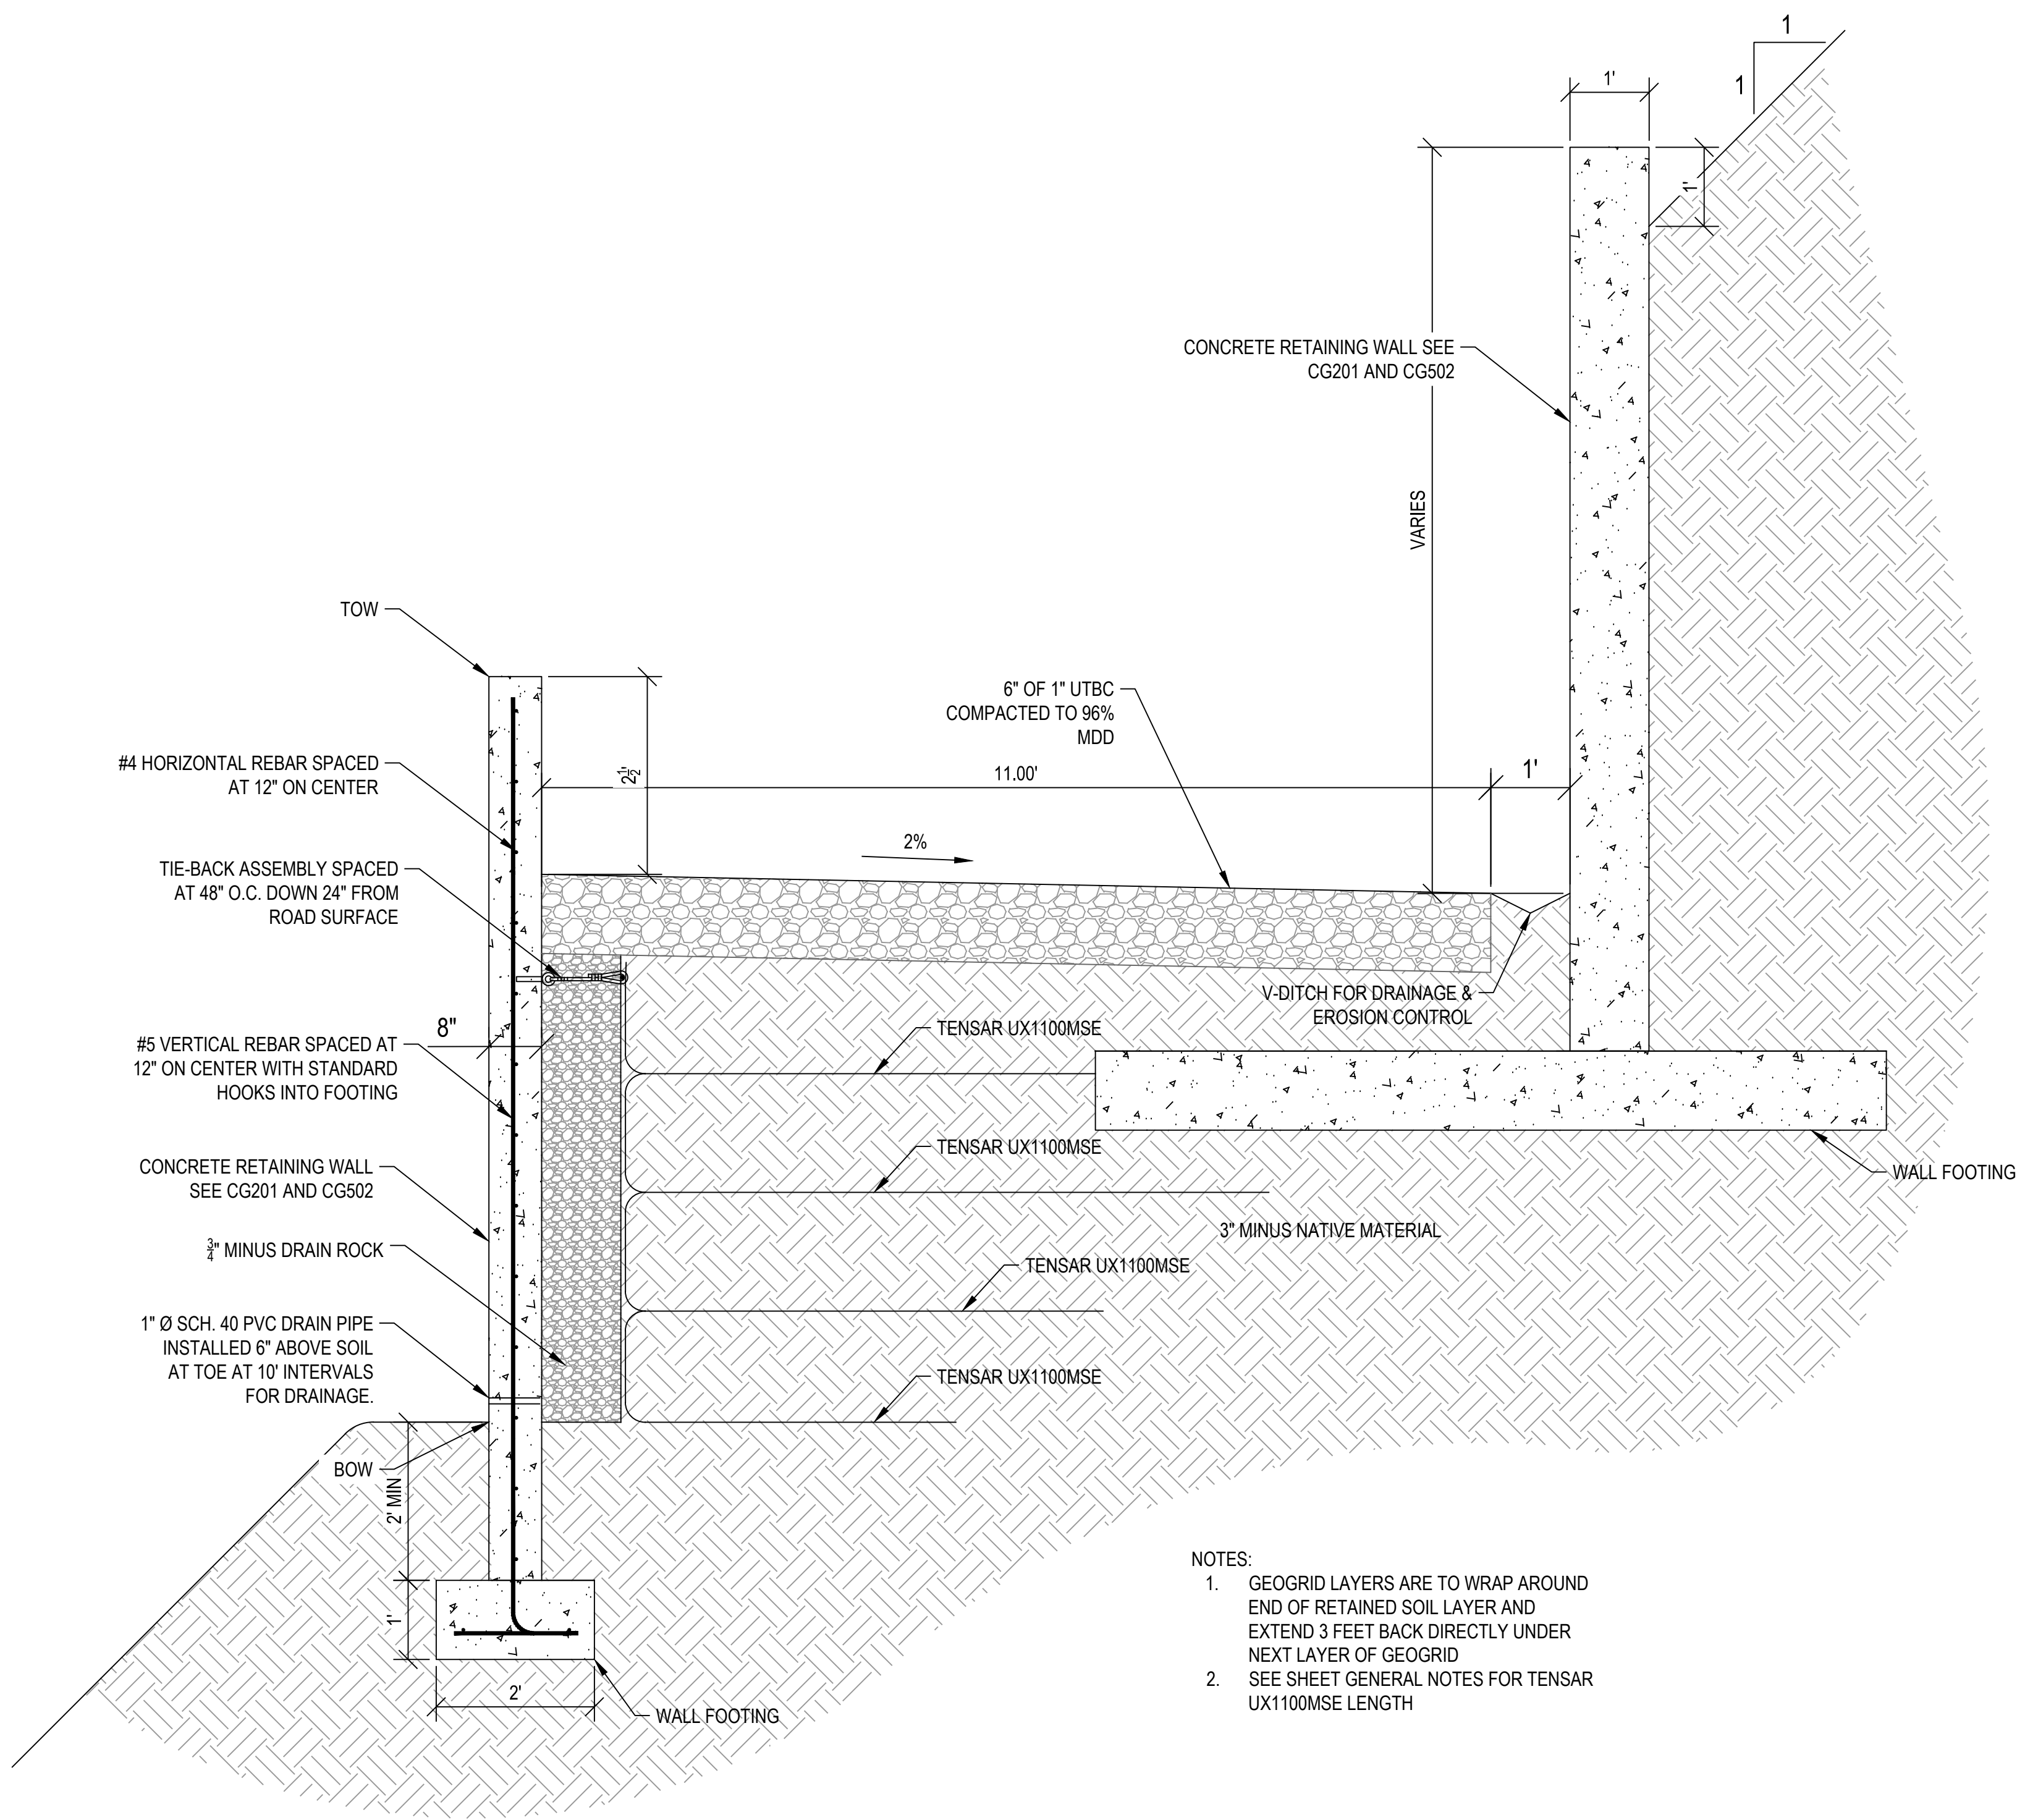 1
1
1'
1'
CONCRETE RETAINING WALL SEE
CG201 AND CG502
VARIES
TOW
6" OF 1" UTBC
COMPACTED TO 96%
MDD
#4 HORIZONTAL REBAR SPACED
AT 12" ON CENTER
2½'
11.00'
1'
2%
TIE-BACK ASSEMBLY SPACED
AT 48" O.C. DOWN 24" FROM
ROAD SURFACE
V-DITCH FOR DRAINAGE &
EROSION CONTROL
8"
TENSAR UX1100MSE
#5 VERTICAL REBAR SPACED AT
12" ON CENTER WITH STANDARD
HOOKS INTO FOOTING
TENSAR UX1100MSE
CONCRETE RETAINING WALL
SEE CG201 AND CG502
WALL FOOTING
3" MINUS NATIVE MATERIAL
¾" MINUS DRAIN ROCK
TENSAR UX1100MSE
1" Ø SCH. 40 PVC DRAIN PIPE
INSTALLED 6" ABOVE SOIL
AT TOE AT 10' INTERVALS
FOR DRAINAGE.
TENSAR UX1100MSE
BOW
2' MIN
1'
2'
WALL FOOTING
NOTES:
1. GEOGRID LAYERS ARE TO WRAP AROUND
END OF RETAINED SOIL LAYER AND
EXTEND 3 FEET BACK DIRECTLY UNDER
NEXT LAYER OF GEOGRID
2. SEE SHEET GENERAL NOTES FOR TENSAR
UX1100MSE LENGTH